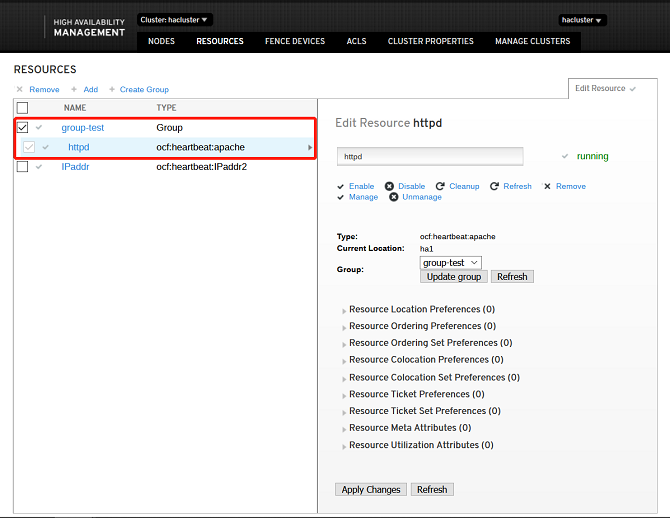 HIGH AVAILABILITY
MANAGEMENT
Cluster: hacluster
hacluster
NODES RESOURCES FENCE DEVICES ACLS CLUSTER PROPERTIES MANAGE CLUSTERS
RESOURCES
Remove Add Create Group
Edit Resource
NAME TYPE
group-test Group
httpd ocf:heartbeat:apache
IPaddr ocf:heartbeat:IPaddr2
Edit Resource httpd
httpd
running
Enable Disable Cleanup Refresh Remove
Manage Unmanage
Type: ocf:heartbeat:apache
Current Location: ha1
Group: group-test
Update group Refresh
Resource Location Preferences (0)
Resource Ordering Preferences (0)
Resource Ordering Set Preferences (0)
Resource Colocation Preferences (0)
Resource Colocation Set Preferences (0)
Resource Ticket Preferences (0)
Resource Ticket Set Preferences (0)
Resource Meta Attributes (0)
Resource Utilization Attributes (0)
Apply Changes Refresh